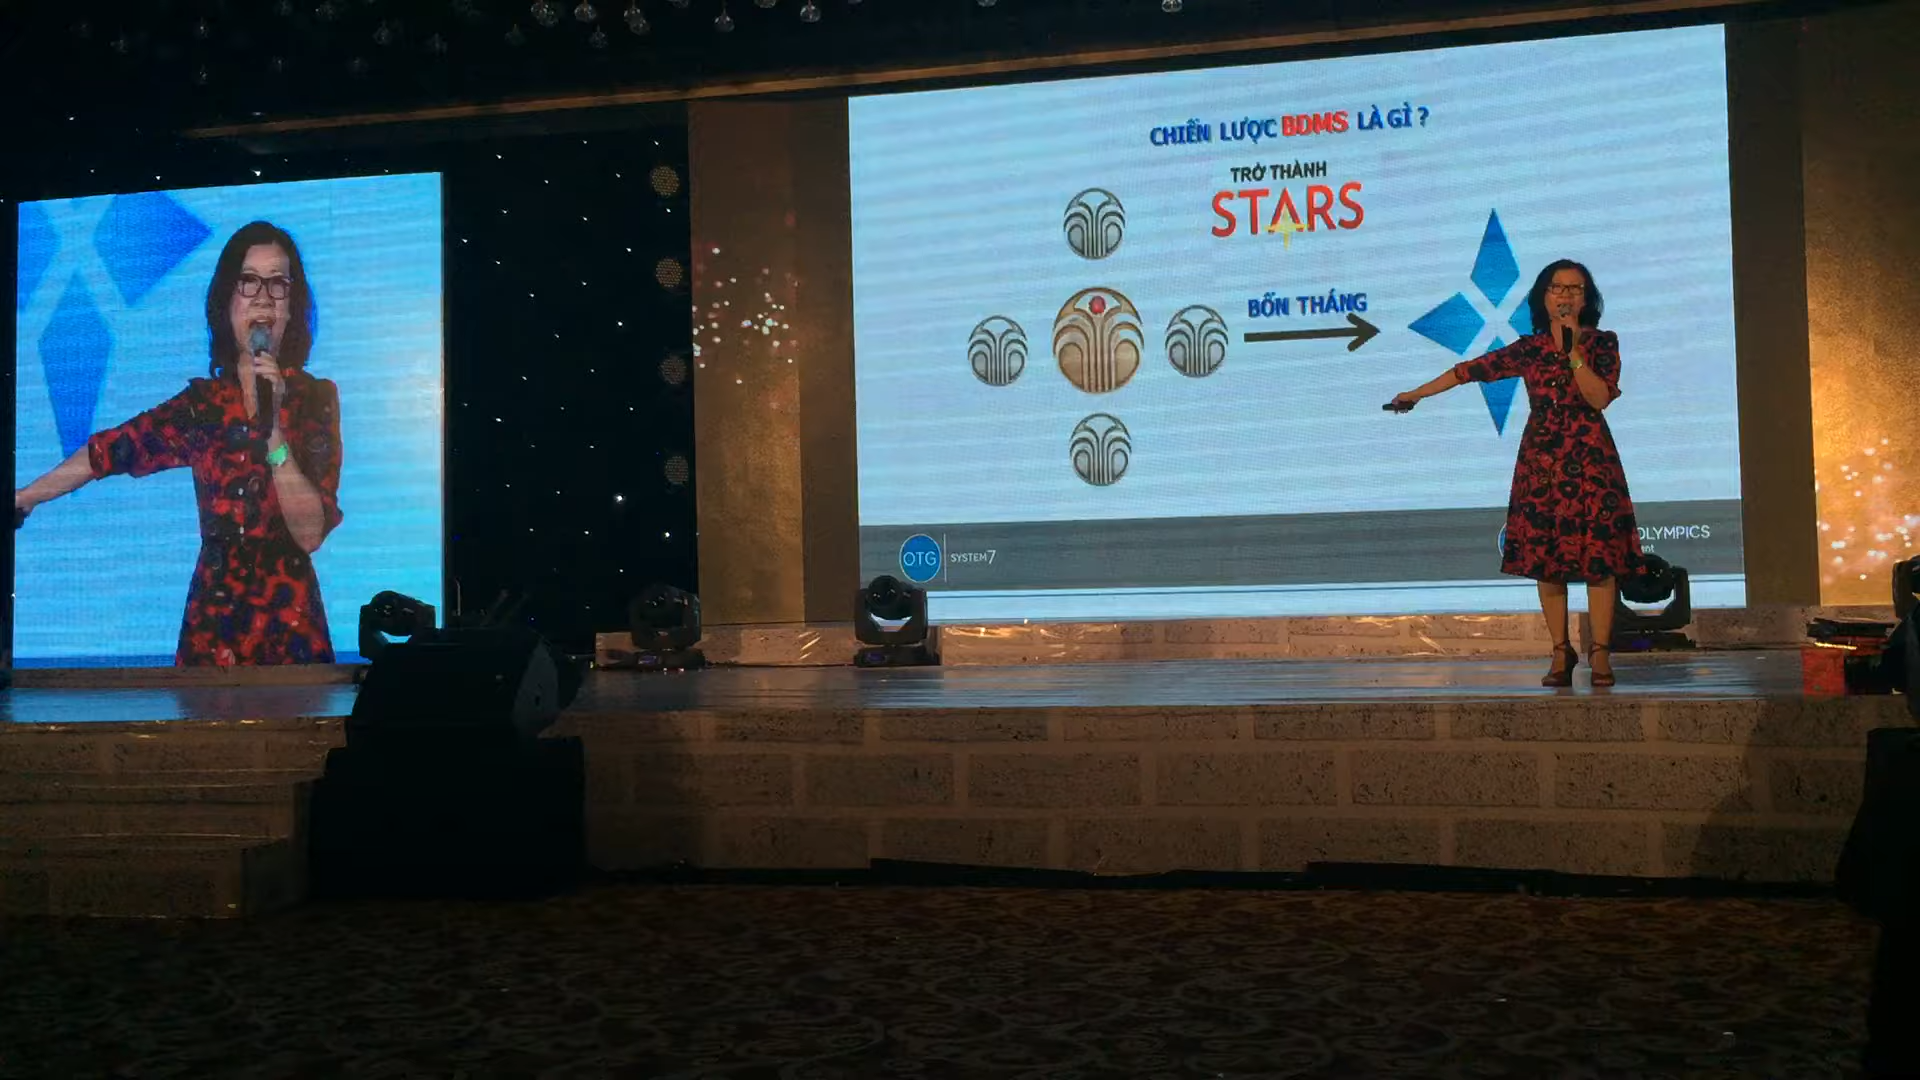 CHIẾN LƯỢC BDMS LÀ GÌ ?
TRỞ THÀNH
STARS
BỐN THÁNG
OTG SYSTEM7
OLYMPICS